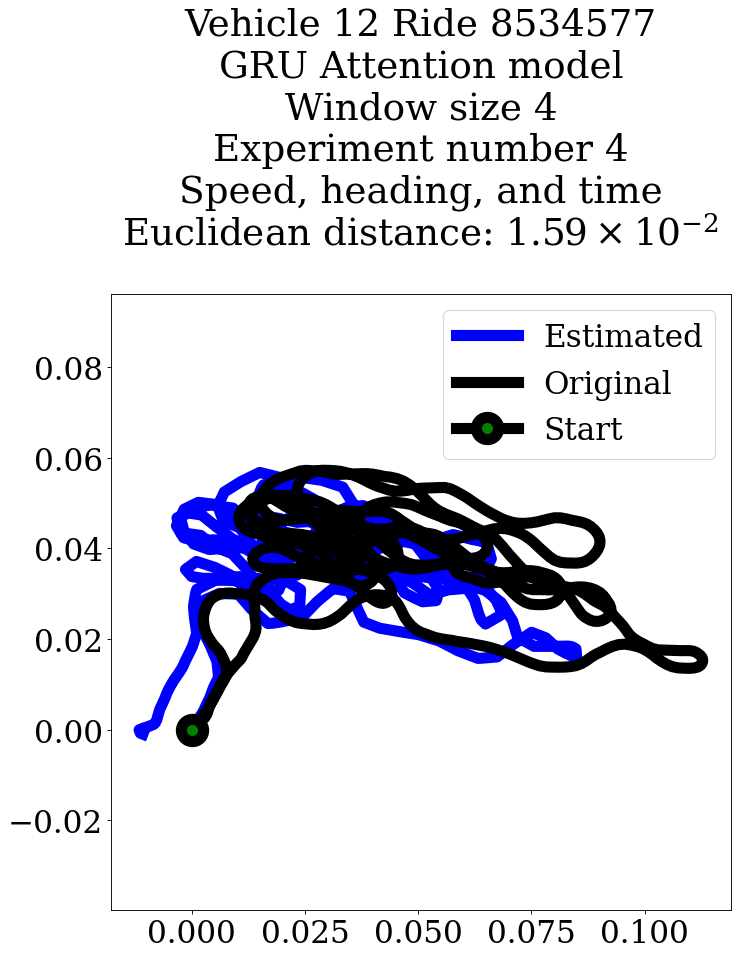 Vehicle 12 Ride 8534577
GRU Attention model
Window size 4
Experiment number 4
Speed, heading, and time
Euclidean distance: 1.59 × 10⁻²
Estimated
Original
Start
0.08
0.06
0.04
0.02
0.00
−0.02
0.000 0.025 0.050 0.075 0.100